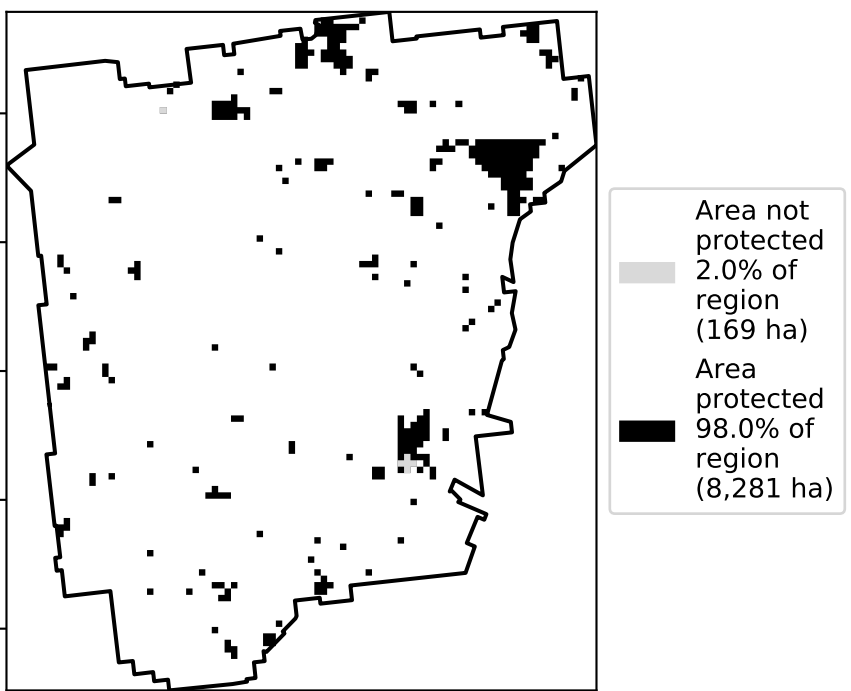 Area not
protected
2.0% of
region
(169 ha)
Area
protected
98.0% of
region
(8,281 ha)